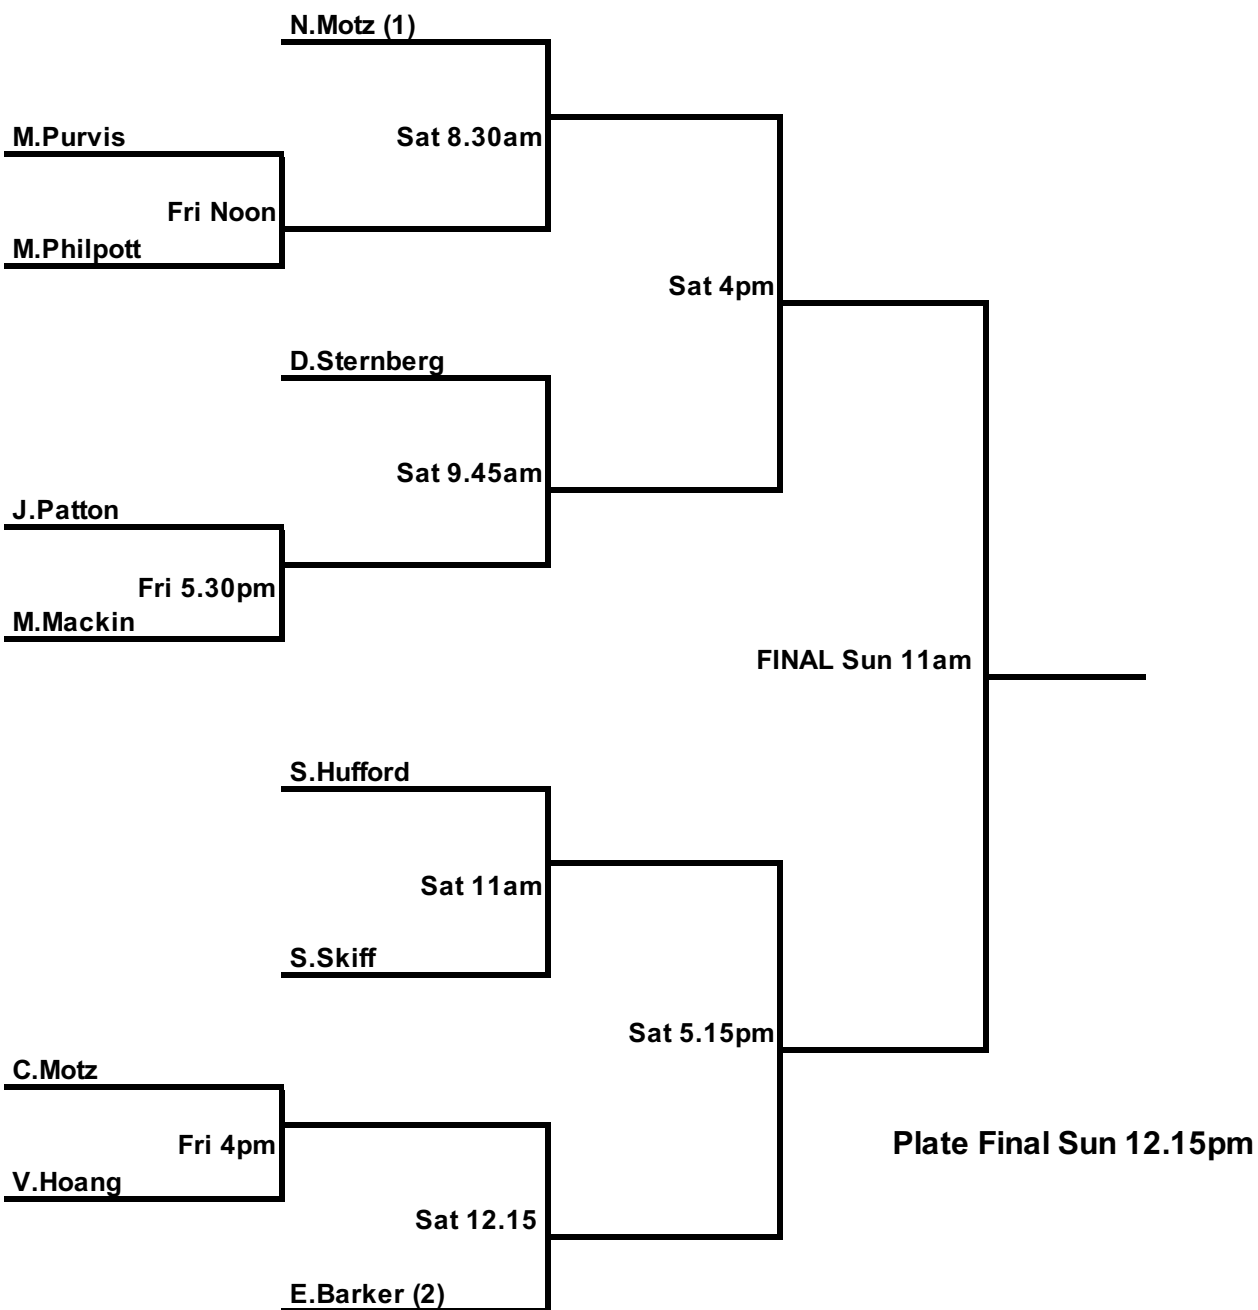 N.Motz (1)
M.Purvis
Sat 8.30am
Fri Noon
M.Philpott
Sat 4pm
D.Sternberg
Sat 9.45am
J.Patton
Fri 5.30pm
M.Mackin
FINAL Sun 11am
S.Hufford
Sat 11am
S.Skiff
Sat 5.15pm
C.Motz
Fri 4pm
Plate Final Sun 12.15pm
V.Hoang
Sat 12.15
E.Barker (2)